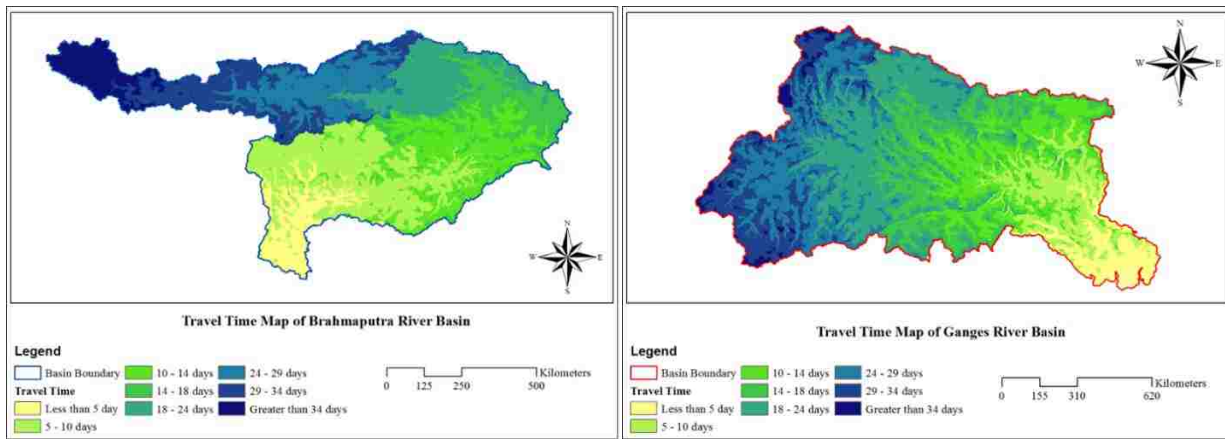 N
W E
S
Travel Time Map of Brahmaputra River Basin
Legend
Basin Boundary
Travel Time
Less than 5 day
5 - 10 days
10 - 14 days
14 - 18 days
18 - 24 days
24 - 29 days
29 - 34 days
Greater than 34 days
Kilometers
0 125 250 500
N
W E
S
Travel Time Map of Ganges River Basin
Legend
Basin Boundary
Travel Time
Less than 5 day
5 - 10 days
10 - 14 days
14 - 18 days
18 - 24 days
24 - 29 days
29 - 34 days
Greater than 34 days
Kilometers
0 155 310 620